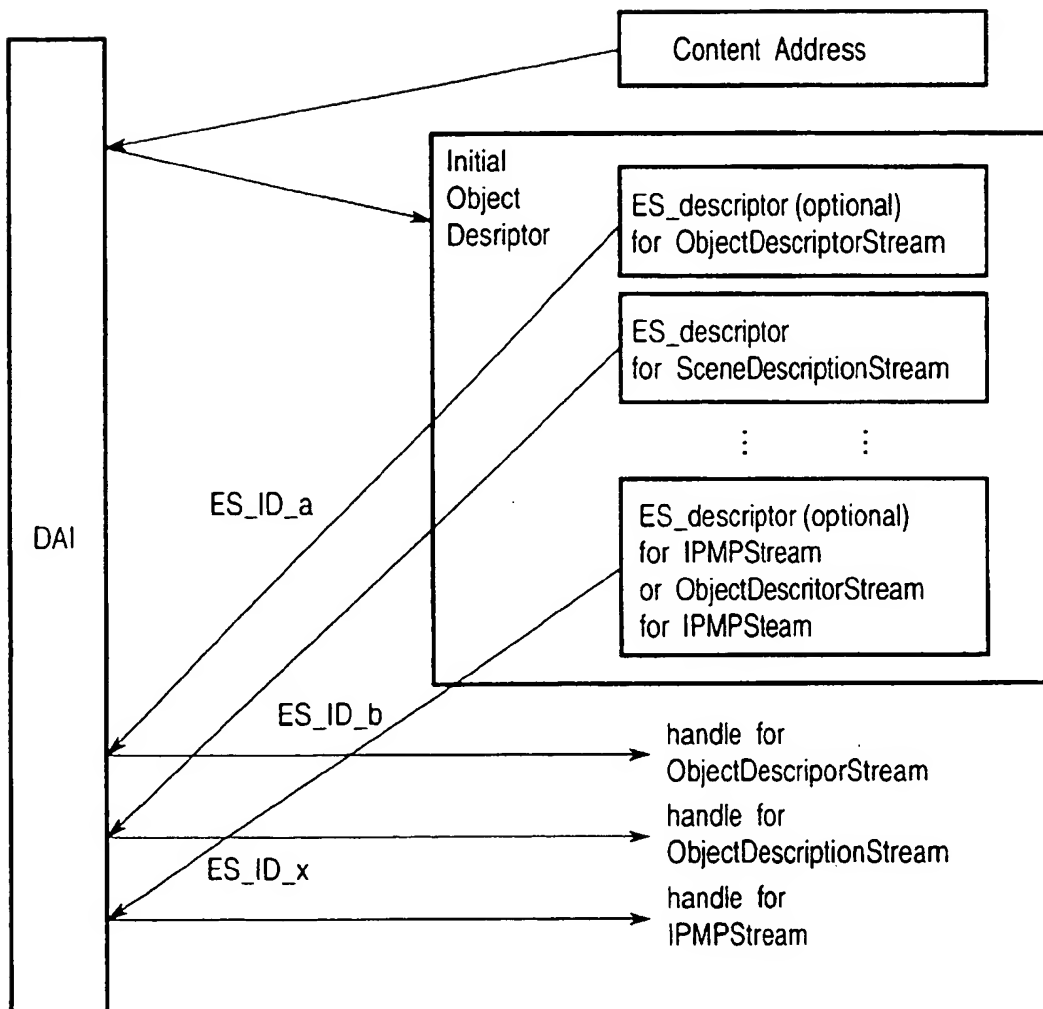 Content Address
Initial
Object
Desriptor
ES_descriptor (optional)
for ObjectDescriptorStream
ES_descriptor
for SceneDescriptionStream
ES_descriptor (optional)
for IPMPStream
or ObjectDescritorStream
for IPMPSteam
DAI
ES_ID_a
ES_ID_b
ES_ID_x
handle for
ObjectDescriporStream
handle for
ObjectDescriptionStream
handle for
IPMPStream